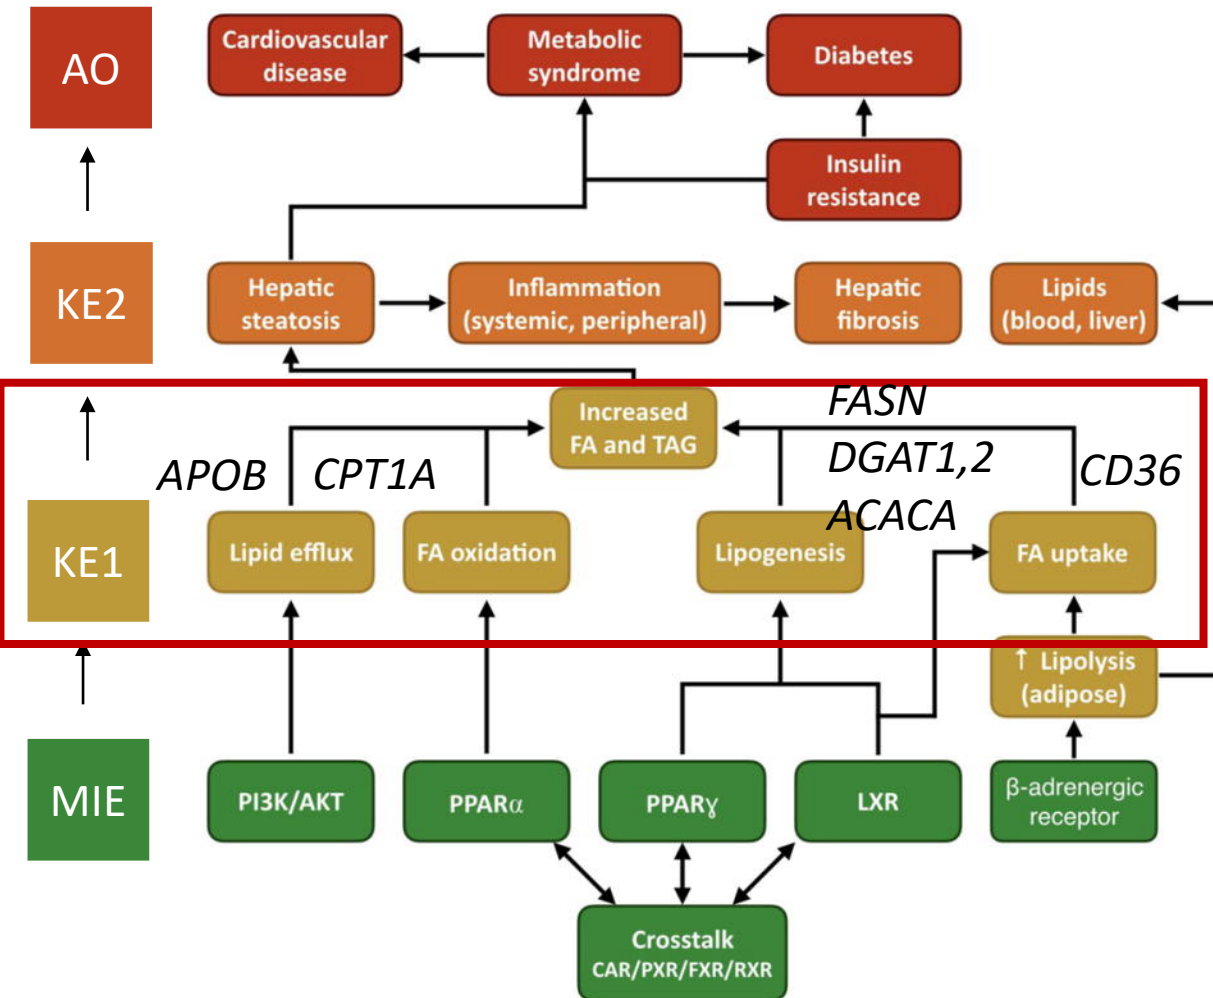 AO
Cardiovascular
disease
Metabolic
syndrome
Diabetes
Insulin
resistance
KE2
Hepatic
steatosis
Inflammation
(systemic, peripheral)
Hepatic
fibrosis
Lipids
(blood, liver)
Increased
FA and TAG
FASN
DGAT1,2
ACACA
APOB
CPT1A
CD36
KE1
Lipid efflux
FA oxidation
Lipogenesis
FA uptake
↑ Lipolysis
(adipose)
MIE
PI3K/AKT
PPARα
PPARɣ
LXR
β-adrenergic
receptor
Crosstalk
CAR/PXR/FXR/RXR